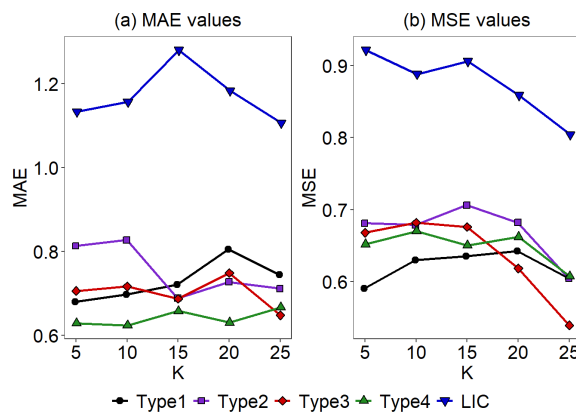 (a) MAE values
(b) MSE values
MAE
1.2
1.0
0.8
0.6
5 10 15 20 25
K
MSE
0.9
0.8
0.7
0.6
5 10 15 20 25
K
Type1 Type2 Type3 Type4 LIC